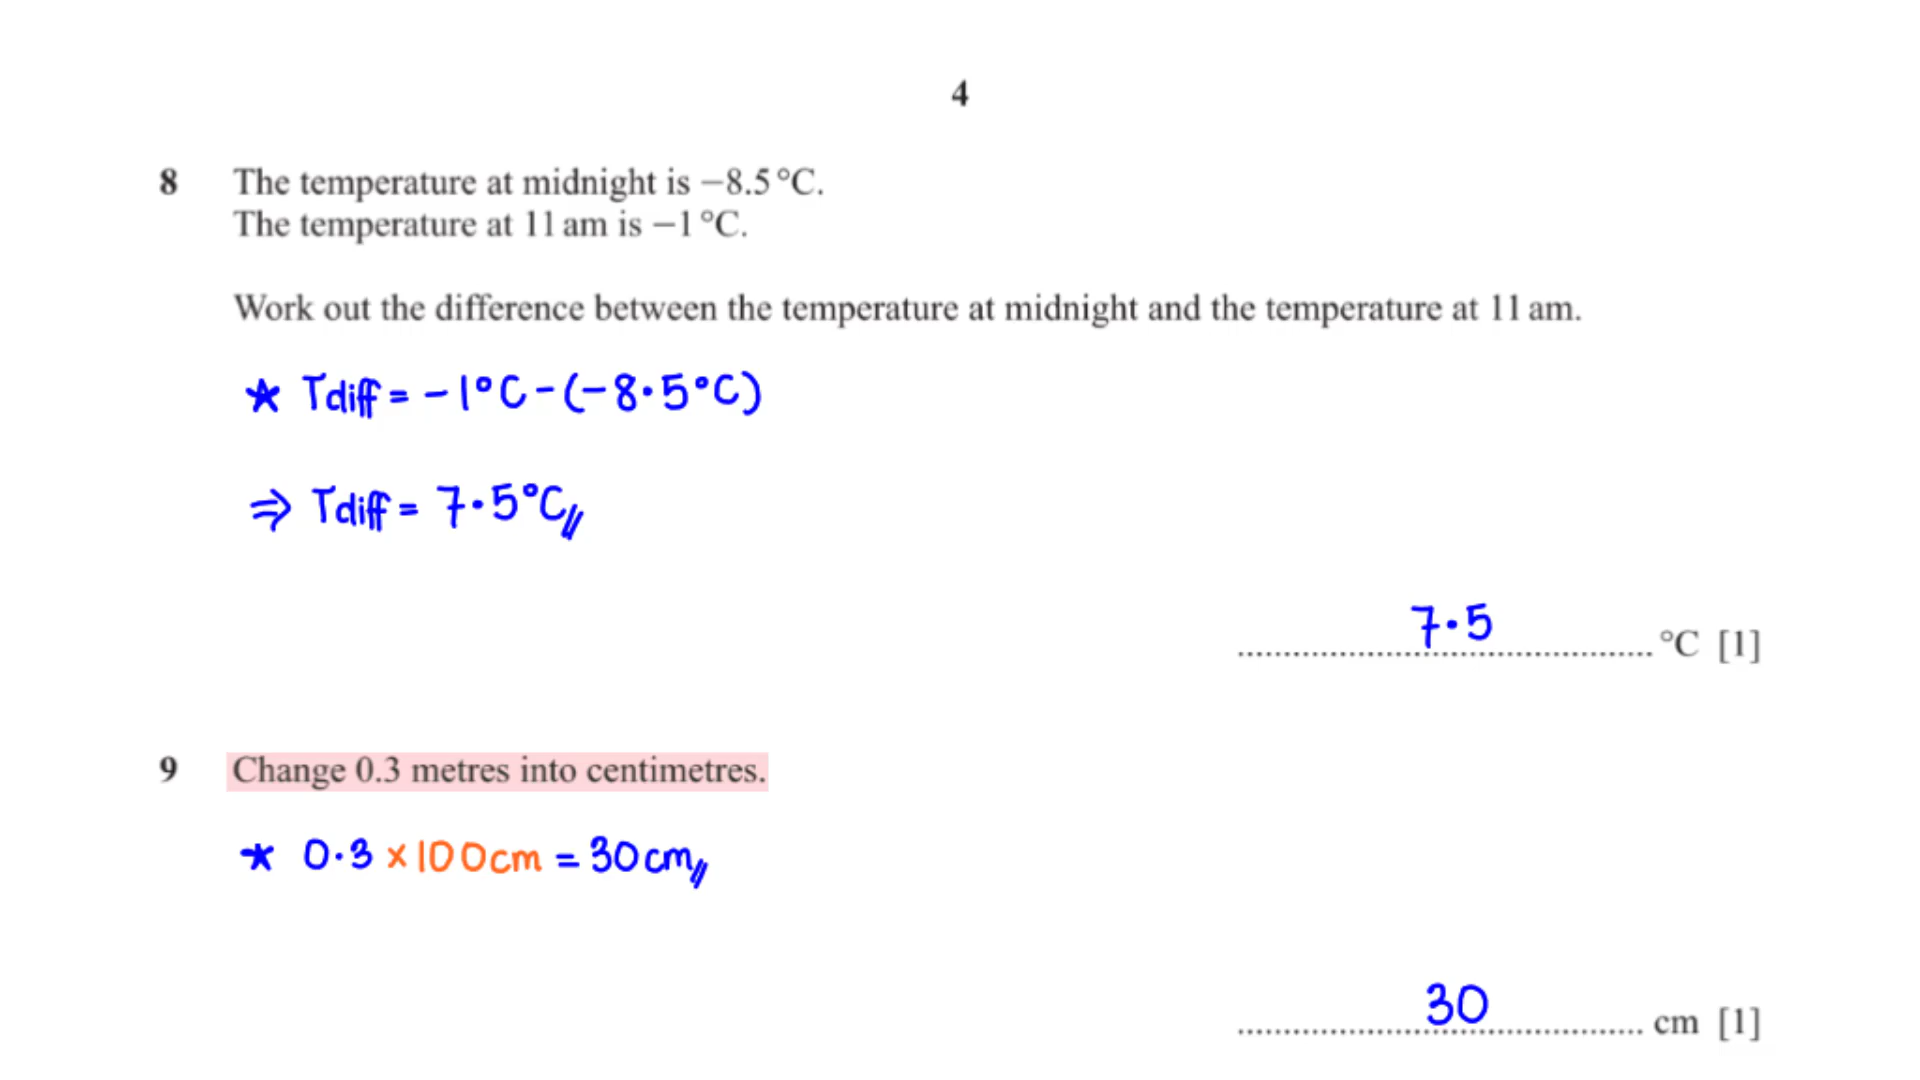 4
8 The temperature at midnight is −8.5 °C.
The temperature at 11 am is −1 °C.
Work out the difference between the temperature at midnight and the temperature at 11 am.
* Tdiff = -1°C - (-8.5°C)
⇒ Tdiff = 7.5°C//
7.5
........................................... °C [1]
9 Change 0.3 metres into centimetres.
* 0.3 × 100cm = 30cm//
30
........................................... cm [1]